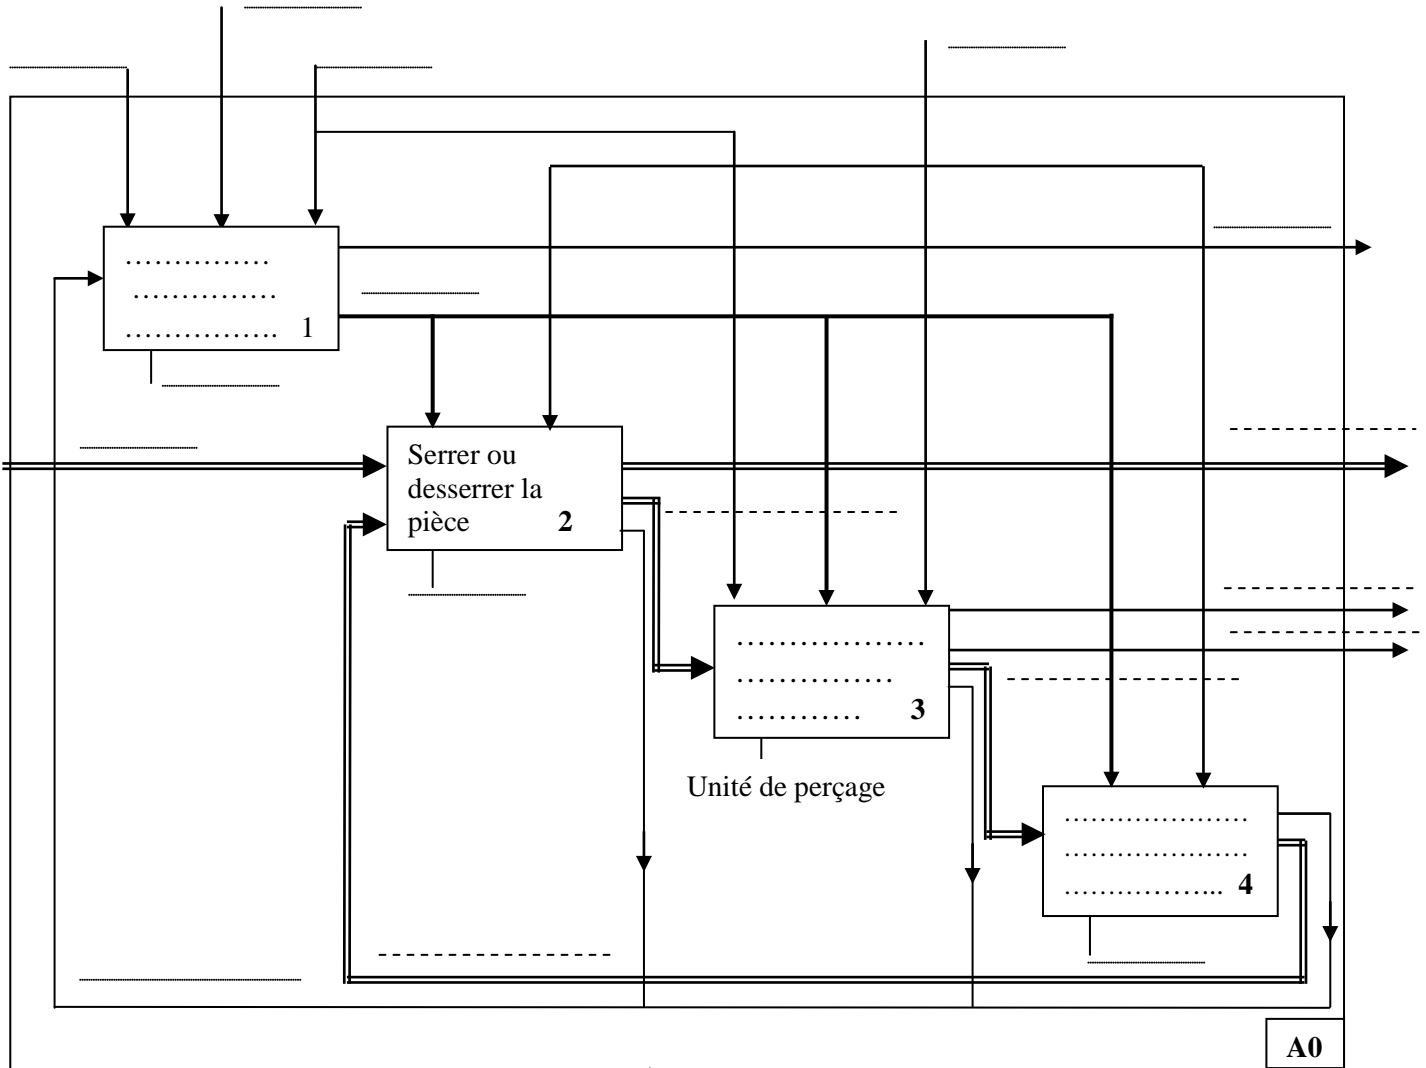 1
Serrer ou
desserrer la
pièce 2
3
Unité de perçage
4
A0